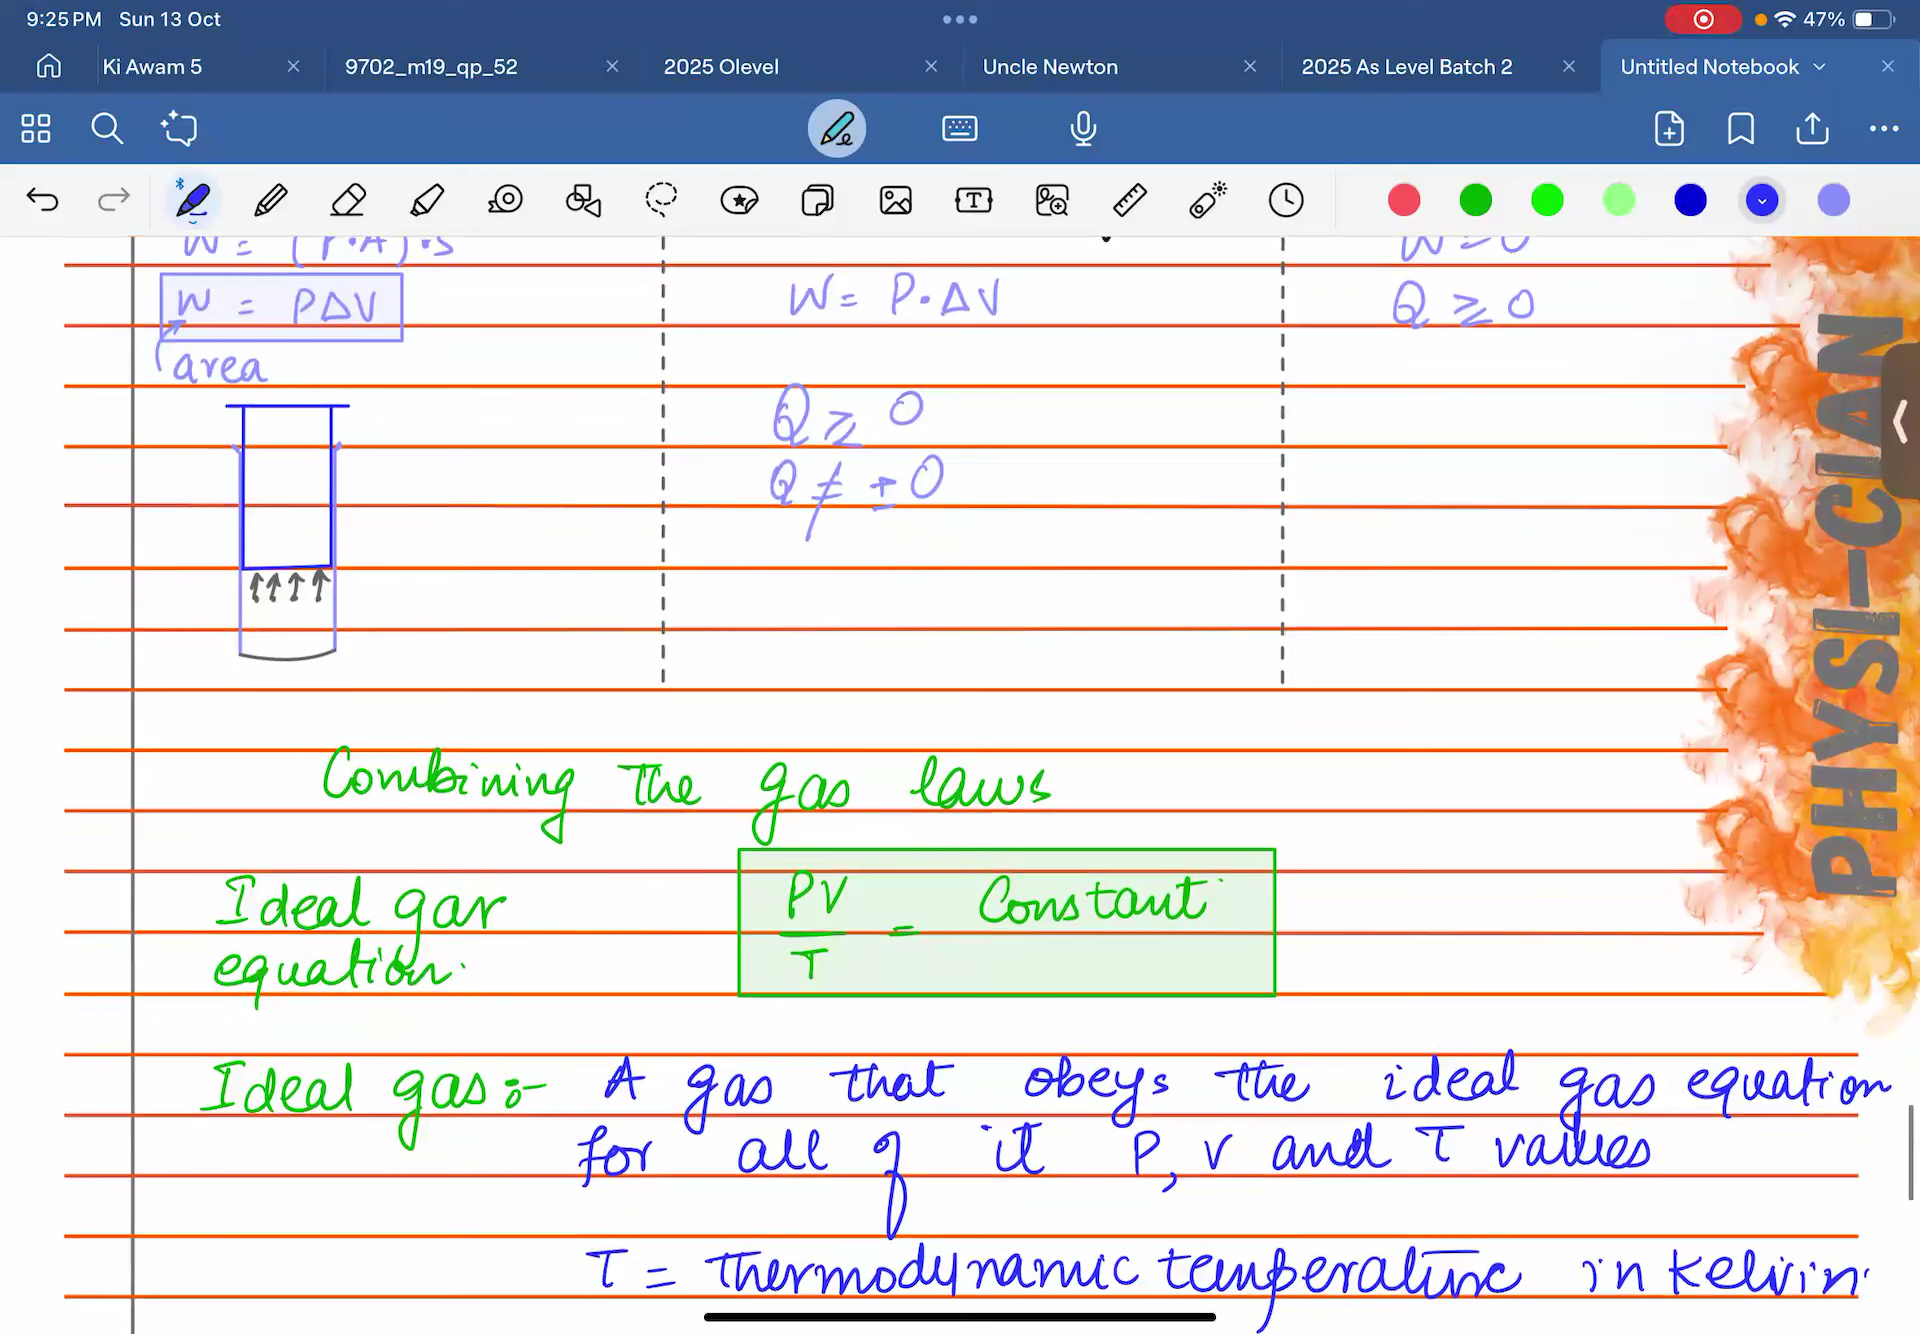 9:25 PM Sun 13 Oct
47%
Ki Awam 5
9702_m19_qp_52
2025 Olevel
Uncle Newton
2025 As Level Batch 2
Untitled Notebook
W = (P·A)·s
W = PΔV
area
W = P·ΔV
Q ≥ 0
Q ≠ ± 0
W = 0
Q ≥ 0
Combining the gas laws
Ideal gas
equation.
PV/T = Constant
Ideal gas:- A gas that obeys the ideal gas equation
for all of it P, V and T values
T = thermodynamic temperature in Kelvin.
PHYSI-CIAN